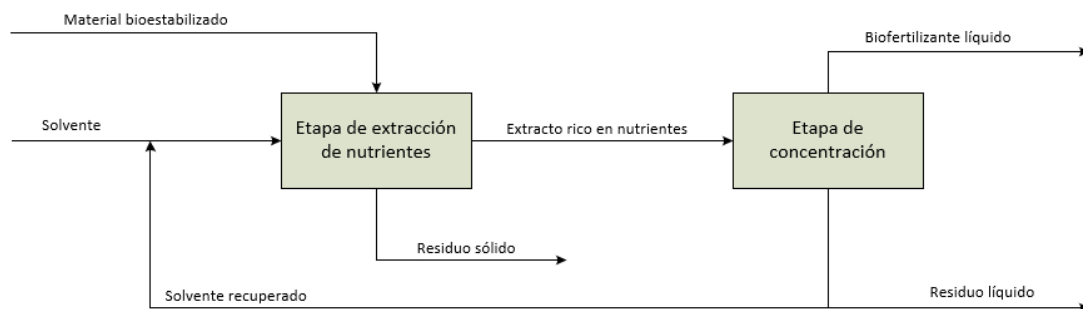 Material bioestabilizado
Biofertilizante líquido
Solvente
Etapa de extracción
de nutrientes
Extracto rico en nutrientes
Etapa de
concentración
Residuo sólido
Solvente recuperado
Residuo líquido